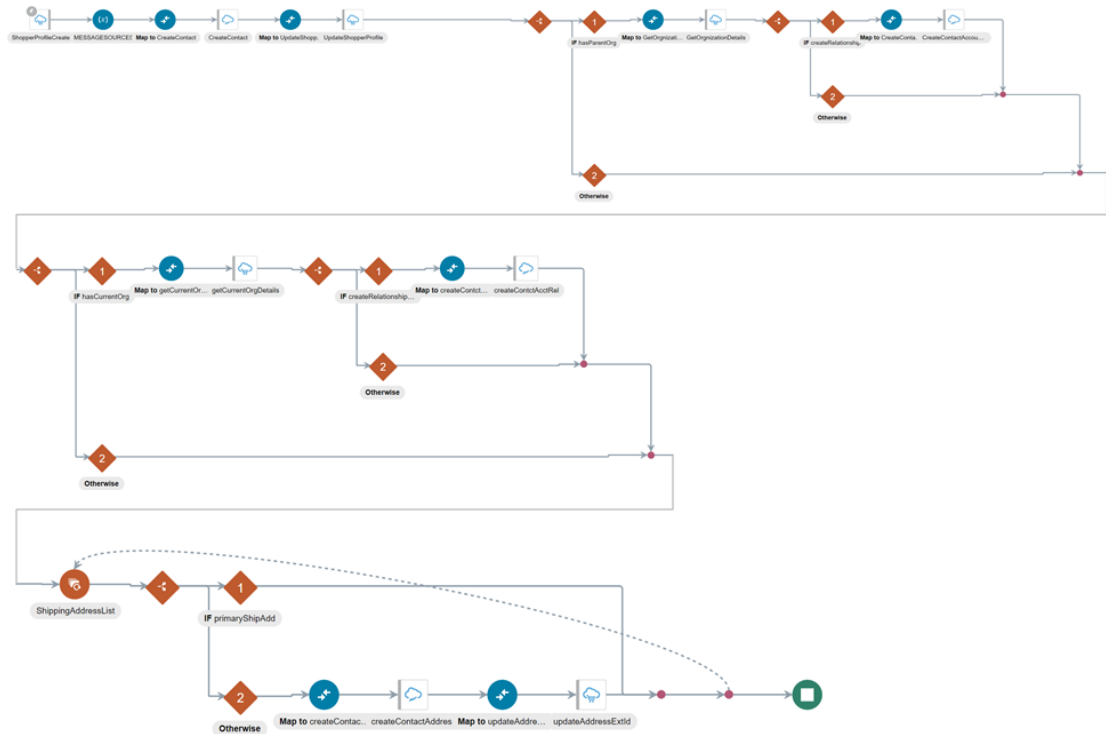 ShopperProfileCreate
MESSAGESOURCEE
Map to CreateContact
CreateContact
Map to UpdateShopp...
UpdateShopperProfile
1
IF hasParentOrg
Map to GetOrgnizati...
GetOrgnizationDetails
1
IF createRelationship
Map to CreateConta...
CreateContactAccou...
2
Otherwise
2
Otherwise
1
IF hasCurrentOrg
Map to getCurrentOr...
getCurrentOrgDetails
1
IF createRelationship...
Map to createContct...
createContctAcctRel
2
Otherwise
2
Otherwise
ShippingAddressList
1
IF primaryShipAdd
2
Otherwise
Map to createContac...
createContactAddres
Map to updateAddre...
updateAddressExtId